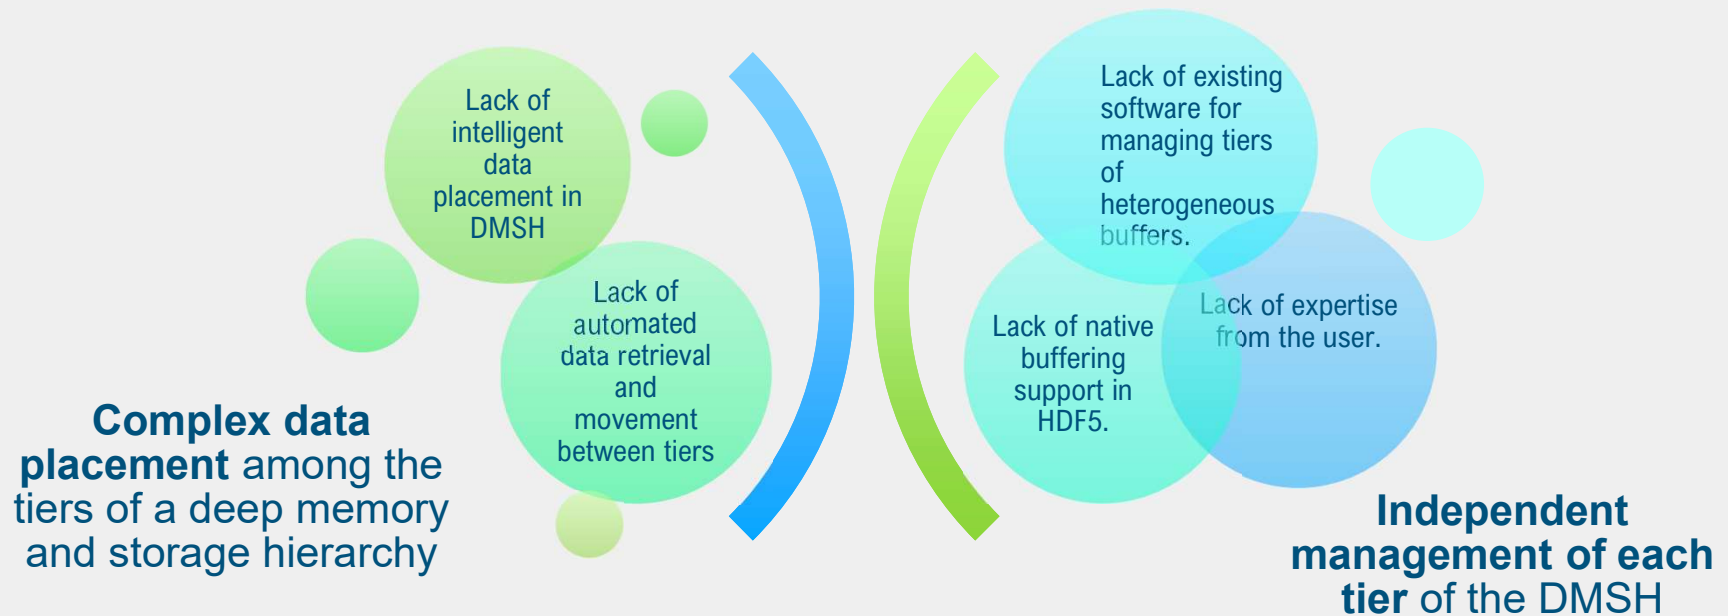 Lack of
intelligent
data
placement in
DMSH
Lack of
automated
data retrieval
and
movement
between tiers
Complex data
placement among the
tiers of a deep memory
and storage hierarchy
Lack of existing
software for
managing tiers
of
heterogeneous
buffers.
Lack of native
buffering
support in
HDF5.
Lack of expertise
from the user.
Independent
management of each
tier of the DMSH